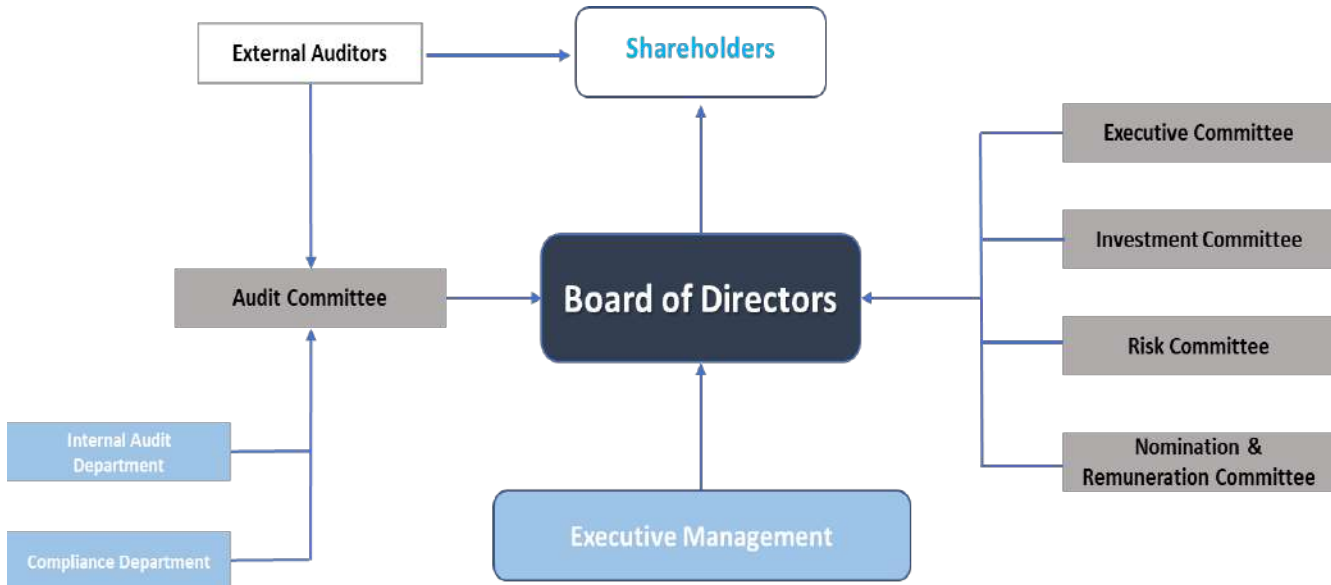 External Auditors
Shareholders
Executive Committee
Investment Committee
Audit Committee
Board of Directors
Risk Committee
Internal Audit
Department
Nomination &
Remuneration Committee
Executive Management
Compliance Department